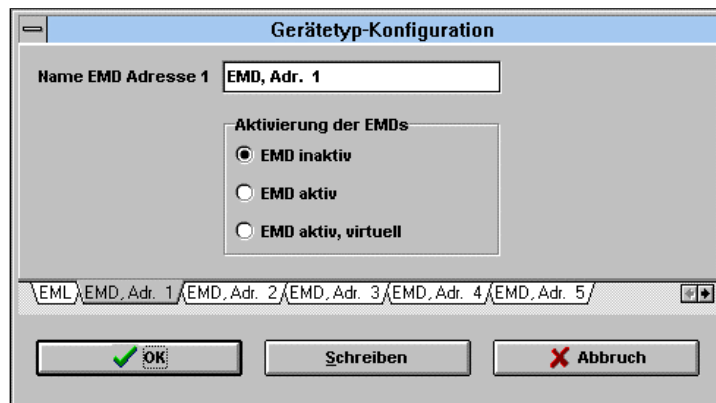 Gerätetyp-Konfiguration
Name EMD Adresse 1 EMD, Adr. 1
Aktivierung der EMDs
EMD inaktiv
EMD aktiv
EMD aktiv, virtuell
EML EMD, Adr. 1 EMD, Adr. 2 EMD, Adr. 3 EMD, Adr. 4 EMD, Adr. 5
OK Schreiben Abbruch